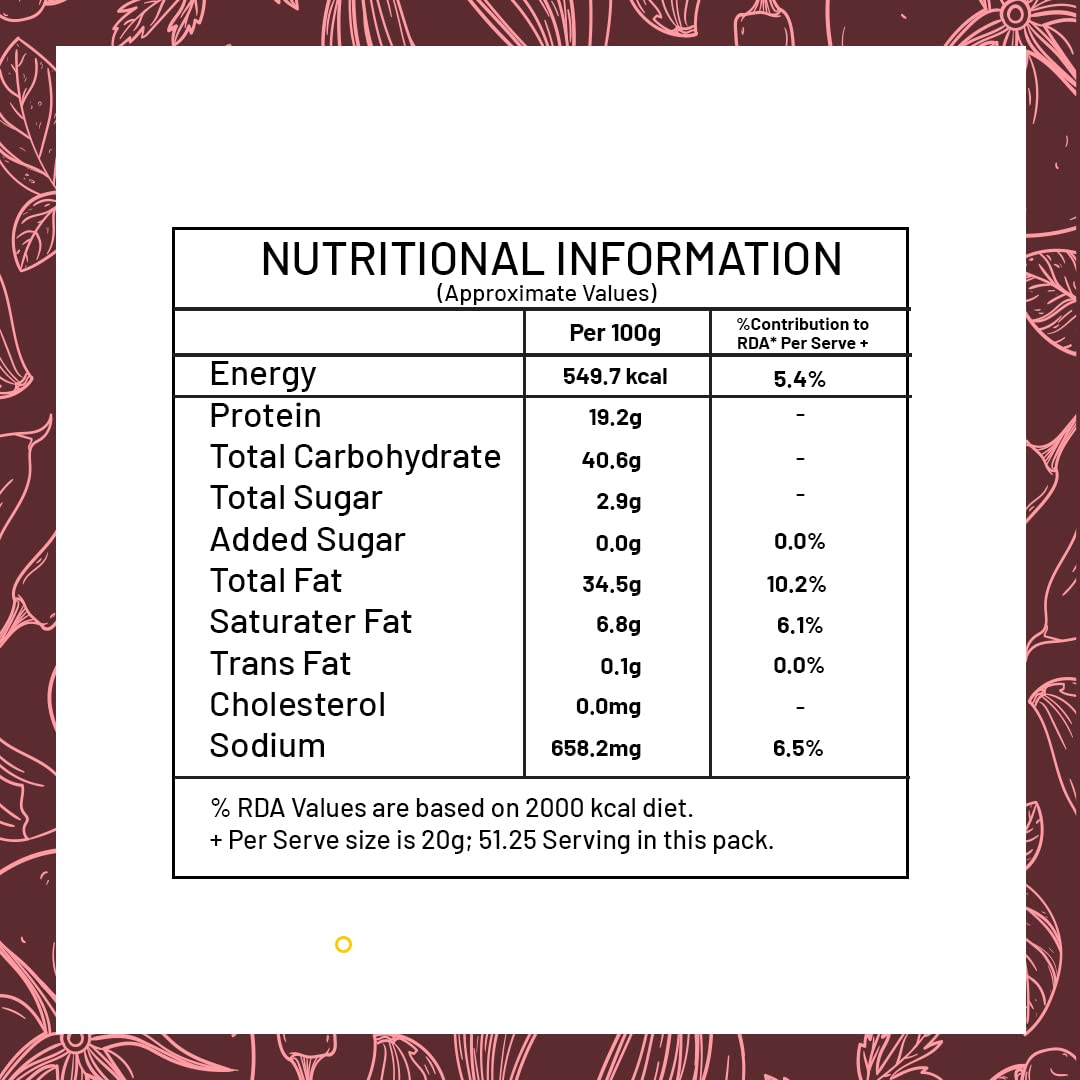 NUTRITIONAL INFORMATION
(Approximate Values)
Per 100g %Contribution to
RDA* Per Serve +
Energy 549.7 kcal 5.4%
Protein 19.2g -
Total Carbohydrate 40.6g -
Total Sugar 2.9g -
Added Sugar 0.0g 0.0%
Total Fat 34.5g 10.2%
Saturater Fat 6.8g 6.1%
Trans Fat 0.1g 0.0%
Cholesterol 0.0mg -
Sodium 658.2mg 6.5%
% RDA Values are based on 2000 kcal diet.
+ Per Serve size is 20g; 51.25 Serving in this pack.